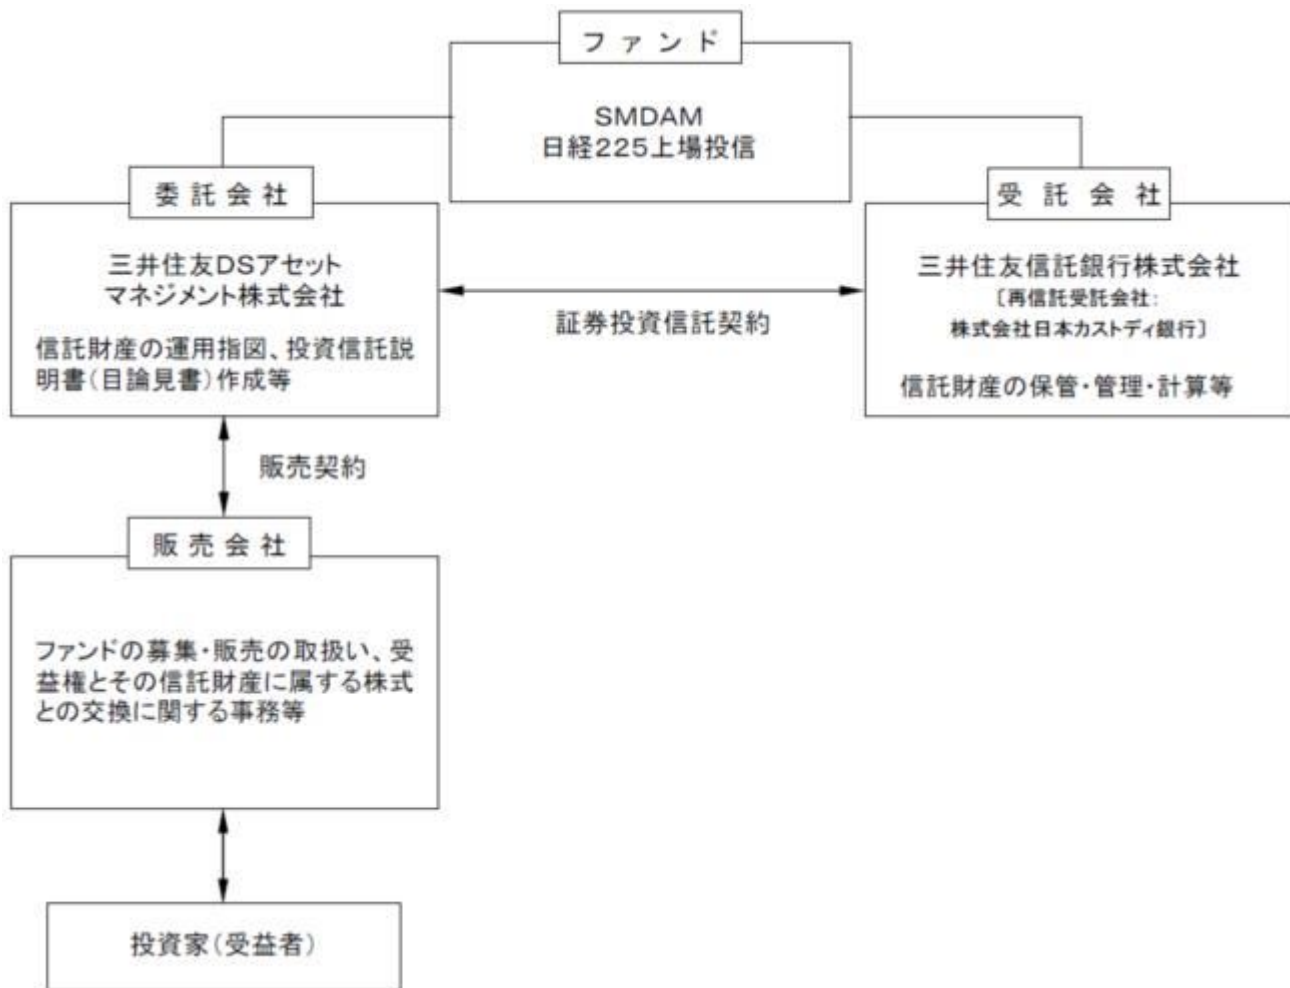 ファンド
SMDAM
日経225上場投信
委託会社
三井住友DSアセット
マネジメント株式会社
信託財産の運用指図、投資信託説
明書(目論見書)作成等
証券投資信託契約
受託会社
三井住友信託銀行株式会社
〔再信託受託会社:
株式会社日本カストディ銀行〕
信託財産の保管・管理・計算等
販売契約
販売会社
ファンドの募集・販売の取扱い、受
益権とその信託財産に属する株式
との交換に関する事務等
投資家(受益者)